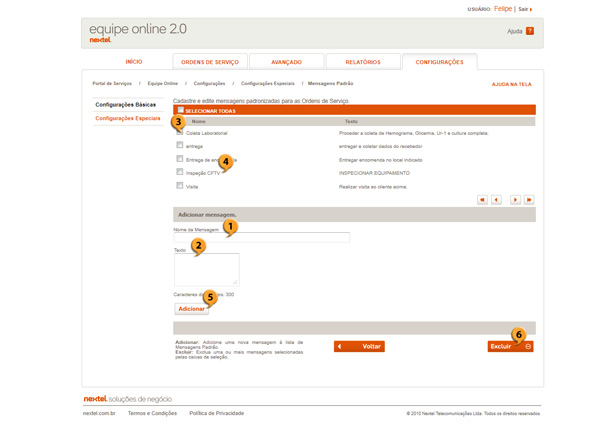 USUÁRIO: Felipe | Sair
equipe online 2.0
nextel
Ajuda ?
INÍCIO ORDENS DE SERVIÇO AVANÇADO RELATÓRIOS CONFIGURAÇÕES
Portal de Serviços / Equipe Online / Configurações / Configurações Especiais / Mensagens Padrão
AJUDA NA TELA
Configurações Básicas
Configurações Especiais
Cadastre e edite mensagens padronizadas para as Ordens de Serviço.
SELECIONAR TODAS
Nome Texto
3
Coleta Laboratorial Proceder a coleta de Hemograma, Glicemia, Ur-1 e cultura completa.
entrega entregar e coletar dados do recebedor
Entrega de Entregar encomenda no local indicado
4
Inspeção CFTV INSPECIONAR EQUIPAMENTO
Visita Realizar visita ao cliente acima.
Adicionar mensagem.
Nome da Mensagem 1
Texto 2
Caracteres 300
5
Adicionar
Adicionar: Adicione uma nova mensagem à lista de
Mensagens Padrão.
Excluir: Exclua uma ou mais mensagens selecionadas
pelas caixas de seleção.
Voltar
6
Excluir
nextel soluções de negócio
nextel.com.br Termos e Condições Política de Privacidade
© 2010 Nextel Telecomunicações Ltda. Todos os direitos reservados.